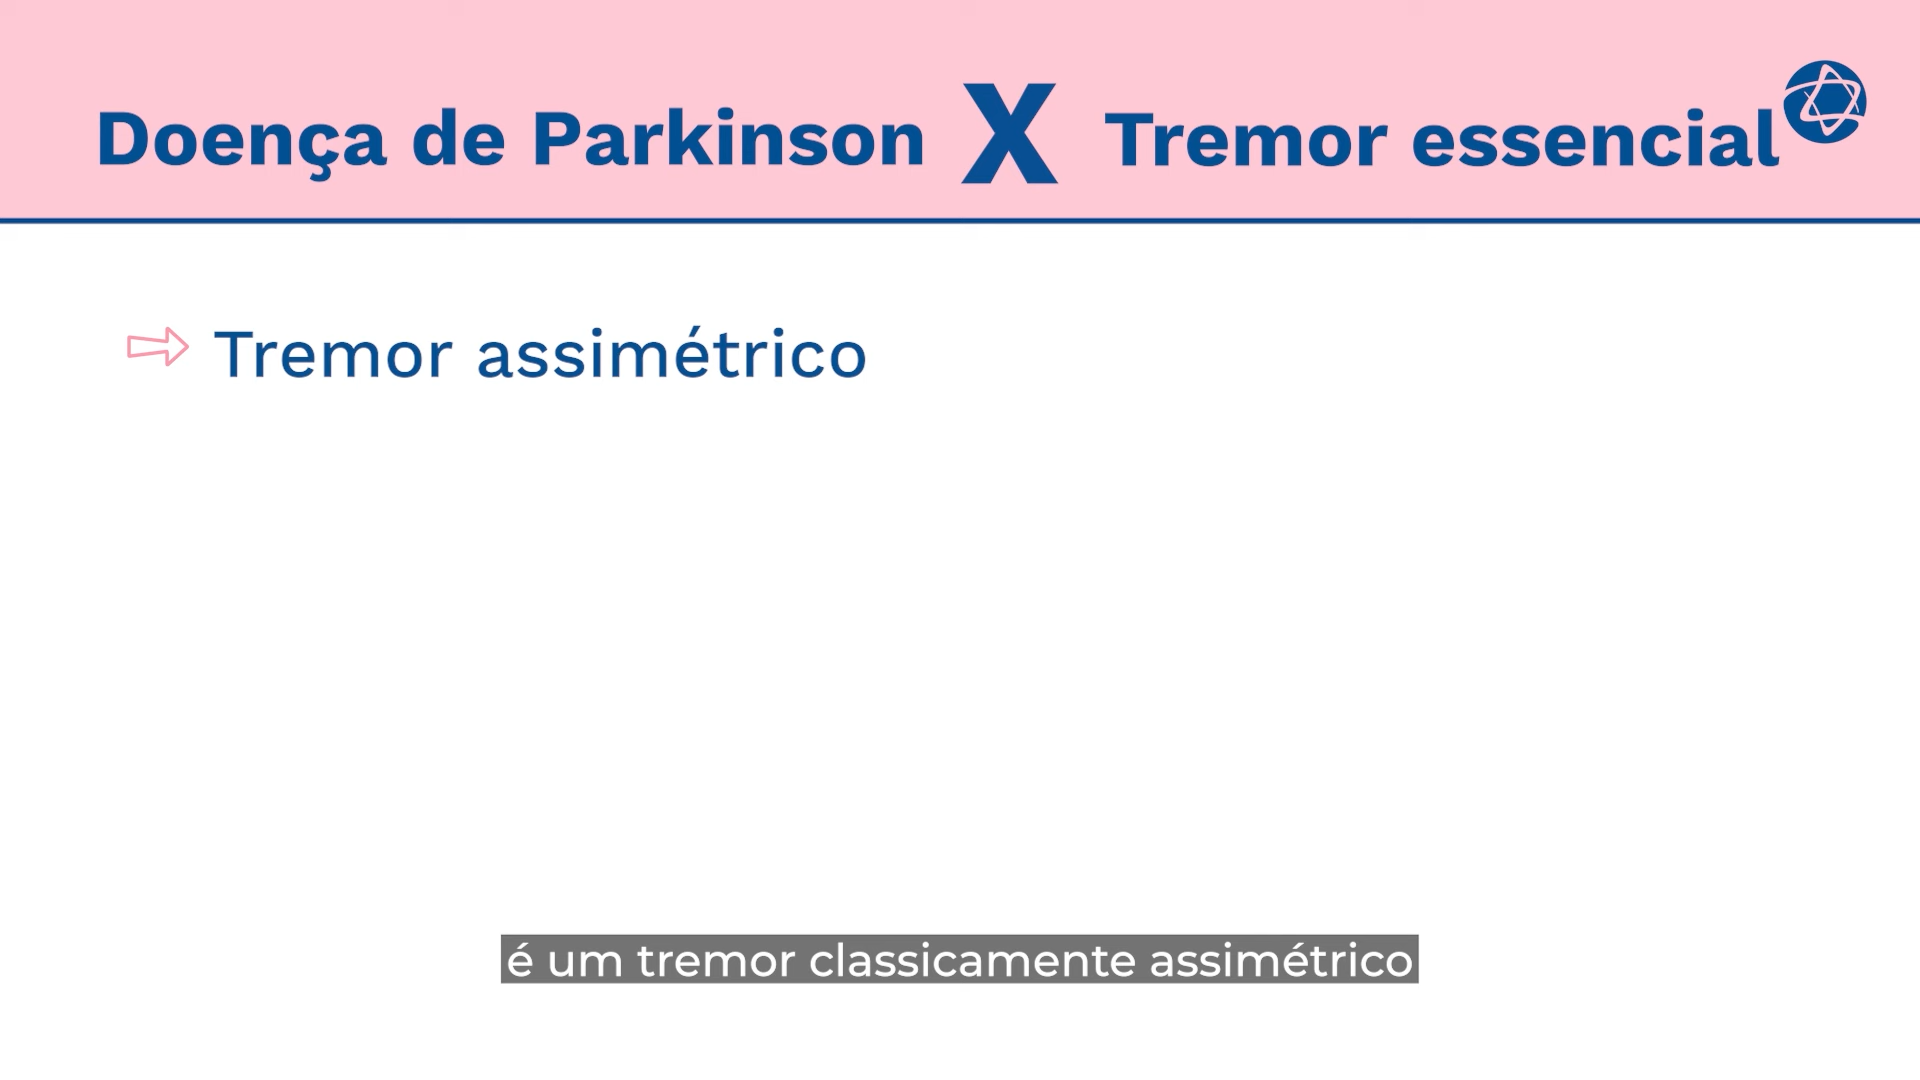 Doença de Parkinson X Tremor essencial
Tremor assimétrico
é um tremor classicamente assimétrico